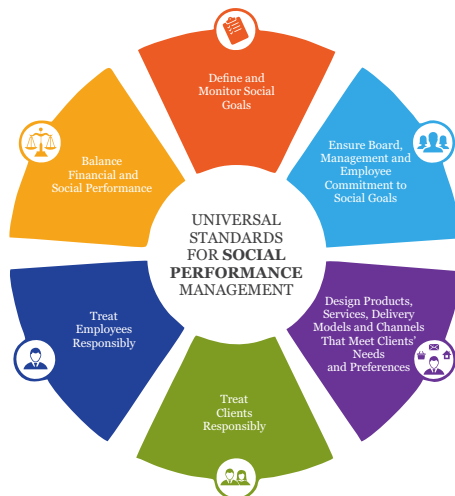 Define and
Monitor Social
Goals
Ensure Board,
Management and
Employee
Commitment to
Social Goals
Design Products,
Services, Delivery
Models and Channels
That Meet Clients’
Needs
and Preferences
Treat
Clients
Responsibly
Treat
Employees
Responsibly
Balance
Financial and
Social Performance
UNIVERSAL
STANDARDS
FOR SOCIAL
PERFORMANCE
MANAGEMENT